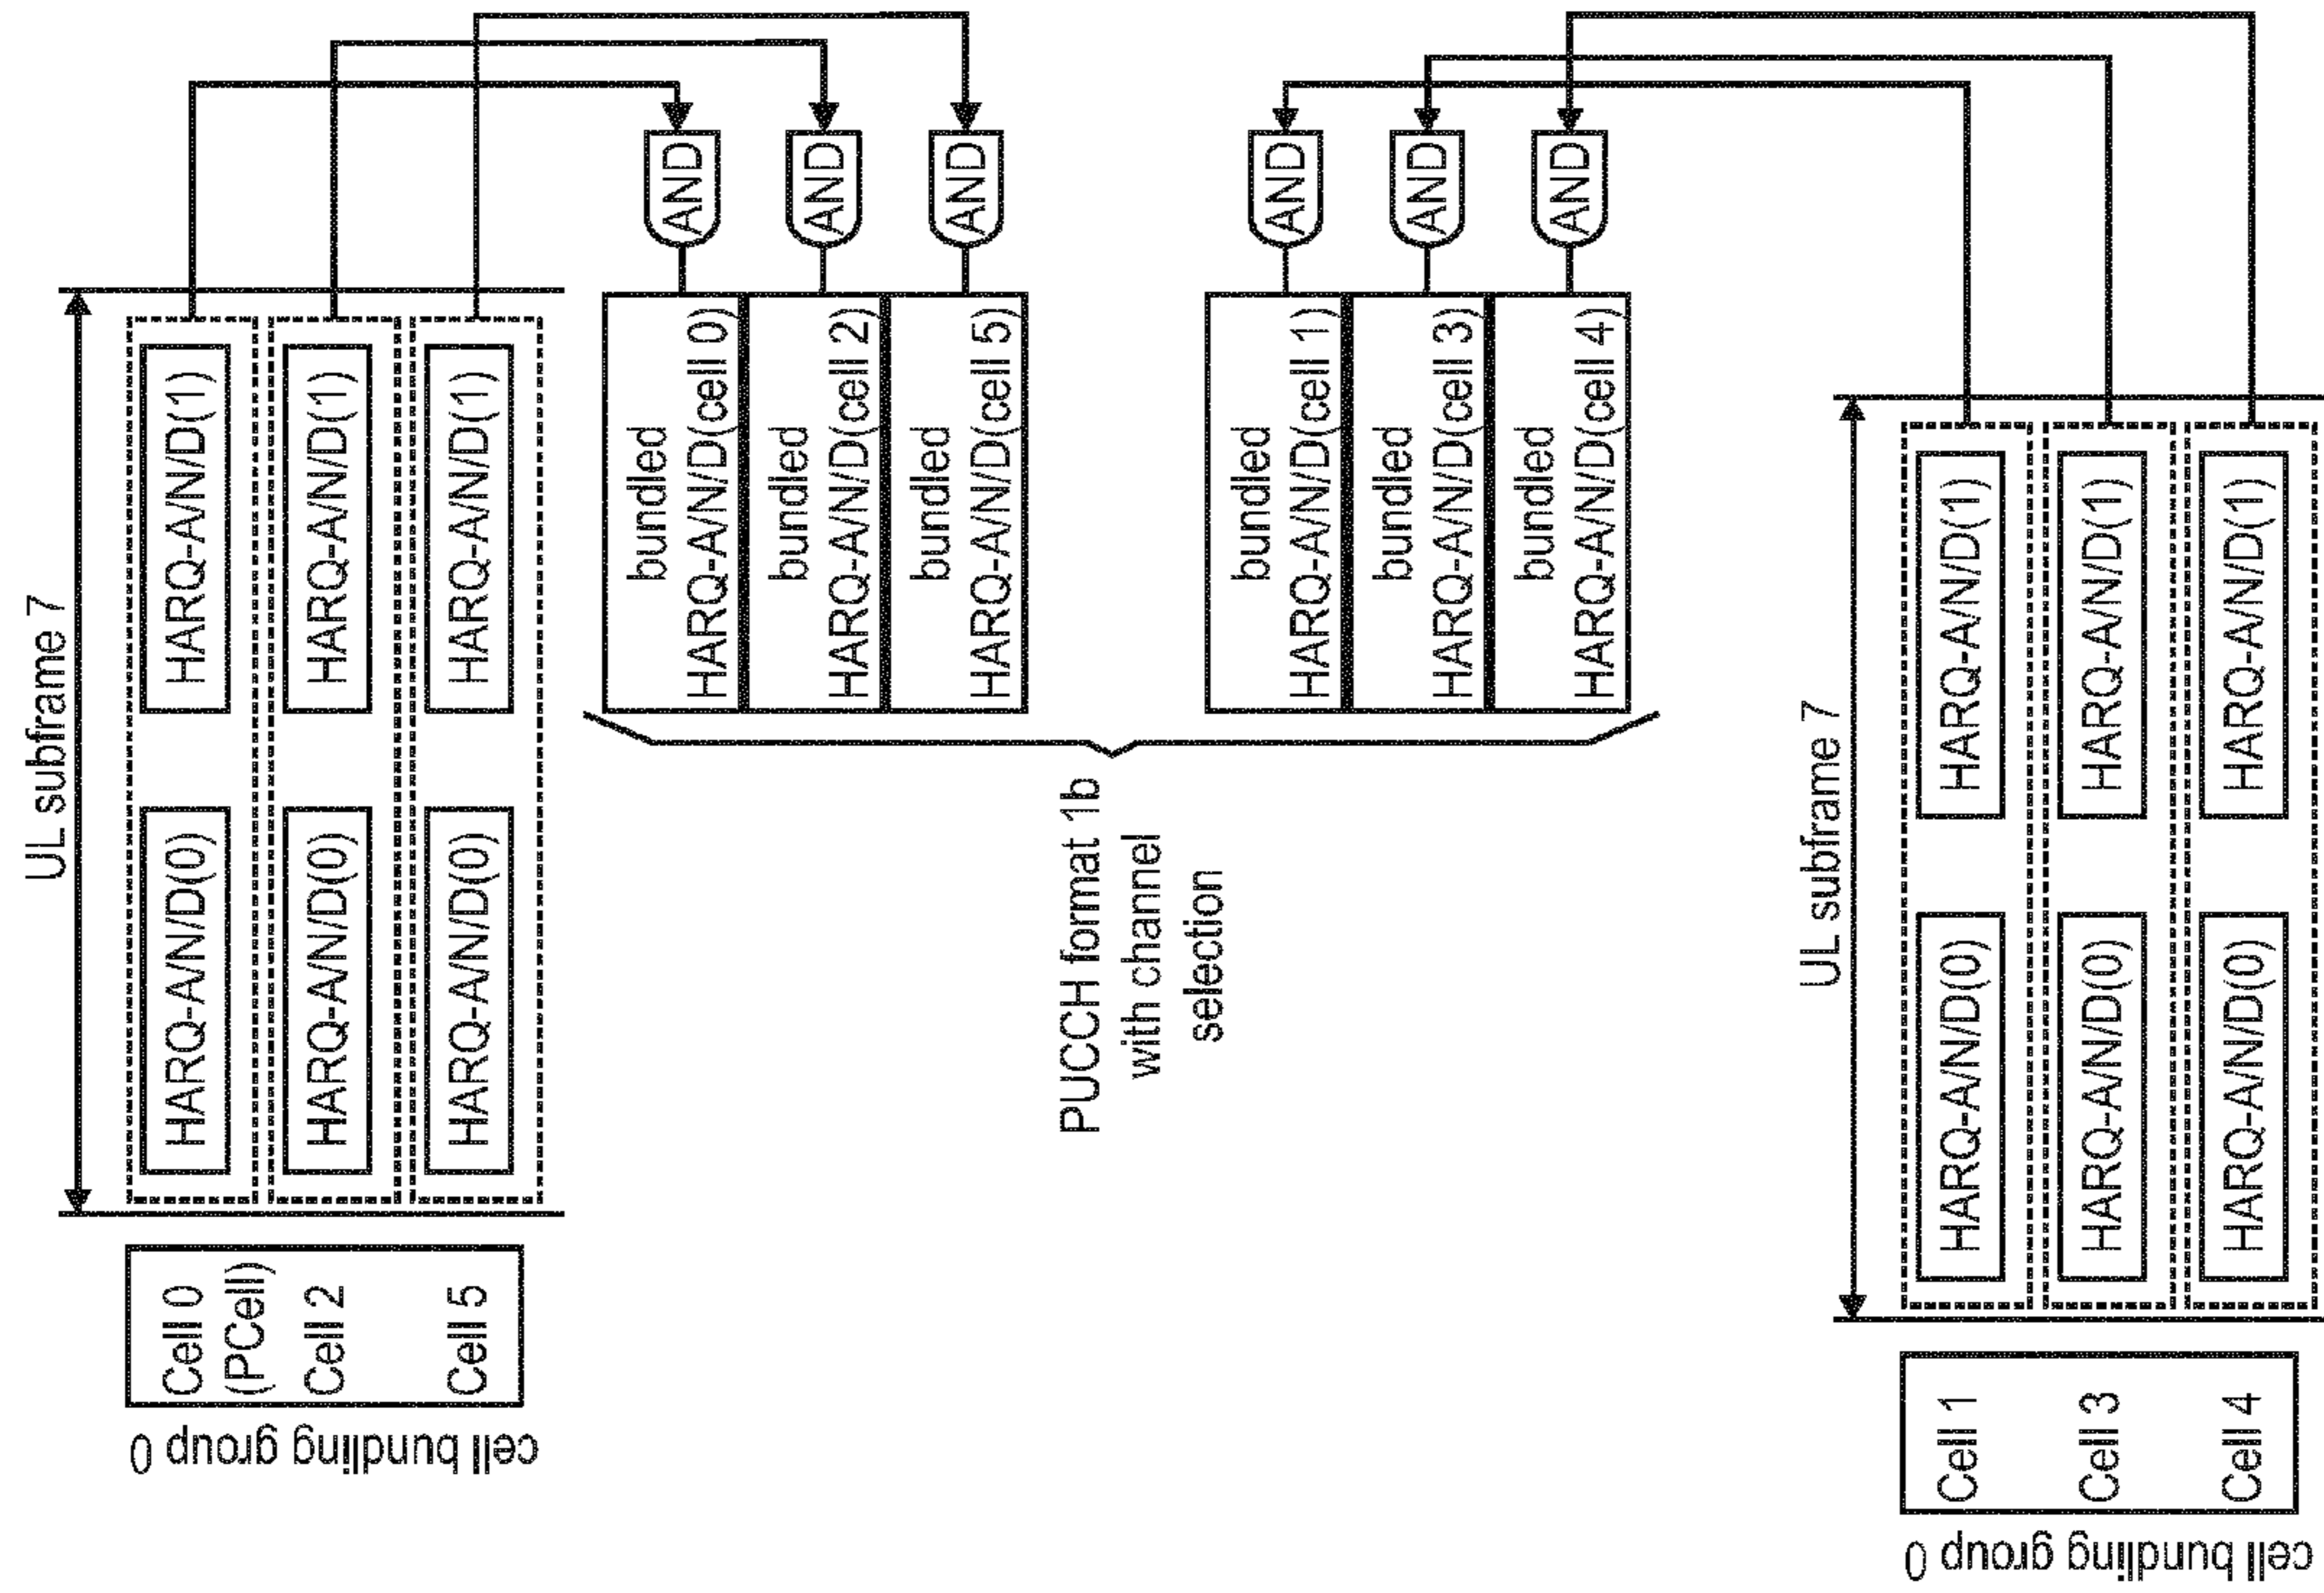 UL subframe 7
cell bundling group 0
Cell 0
(PCell)
Cell 2
Cell 5
HARQ-A/N/D(0)
HARQ-A/N/D(1)
HARQ-A/N/D(0)
HARQ-A/N/D(1)
HARQ-A/N/D(0)
HARQ-A/N/D(1)
bundled
HARQ-A/N/D(cell 0)
AND
bundled
HARQ-A/N/D(cell 2)
AND
bundled
HARQ-A/N/D(cell 5)
AND
PUCCH format 1b
with channel
selection
bundled
HARQ-A/N/D(cell 1)
AND
bundled
HARQ-A/N/D(cell 3)
AND
bundled
HARQ-A/N/D(cell 4)
AND
UL subframe 7
cell bundling group 0
Cell 1
Cell 3
Cell 4
HARQ-A/N/D(0)
HARQ-A/N/D(1)
HARQ-A/N/D(0)
HARQ-A/N/D(1)
HARQ-A/N/D(0)
HARQ-A/N/D(1)